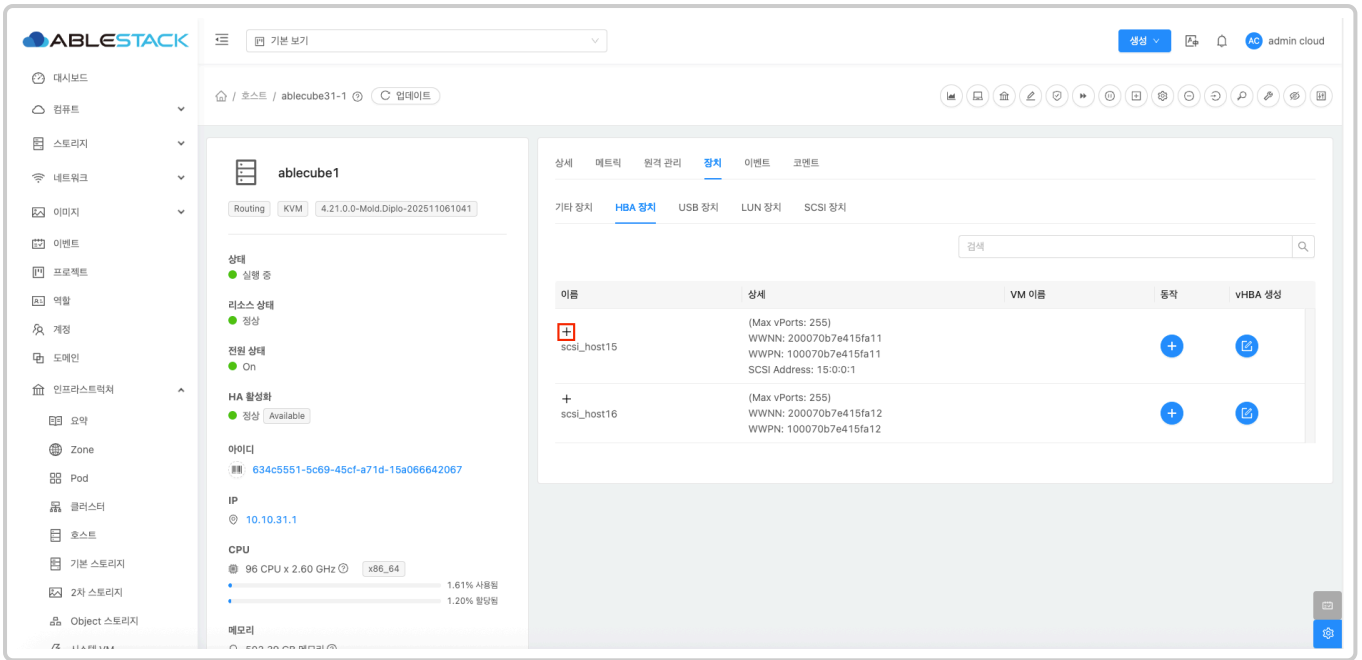 ABLESTACK
기본 보기
생성
AC admin cloud
대시보드
컴퓨트
스토리지
네트워크
이미지
이벤트
프로젝트
역할
계정
도메인
인프라스트럭쳐
요약
Zone
Pod
클러스터
호스트
기본 스토리지
2차 스토리지
Object 스토리지
시스템 VM
/ 호스트 / ablecube31-1 업데이트
ablecube1
Routing KVM 4.21.0.0-Mold.Diplo-202511061041
상태
실행 중
리소스 상태
정상
전원 상태
On
HA 활성화
정상 Available
아이디
634c5551-5c69-45cf-a71d-15a066642067
IP
10.10.31.1
CPU
96 CPU x 2.60 GHz x86_64
1.61% 사용됨
1.20% 할당됨
메모리
상세 메트릭 원격 관리 장치 이벤트 코멘트
기타 장치 HBA 장치 USB 장치 LUN 장치 SCSI 장치
검색
이름 상세 VM 이름 동작 vHBA 생성
scsi_host15
(Max vPorts: 255)
WWNN: 200070b7e415fa11
WWPN: 100070b7e415fa11
SCSI Address: 15:0:0:1
scsi_host16
(Max vPorts: 255)
WWNN: 200070b7e415fa12
WWPN: 100070b7e415fa12